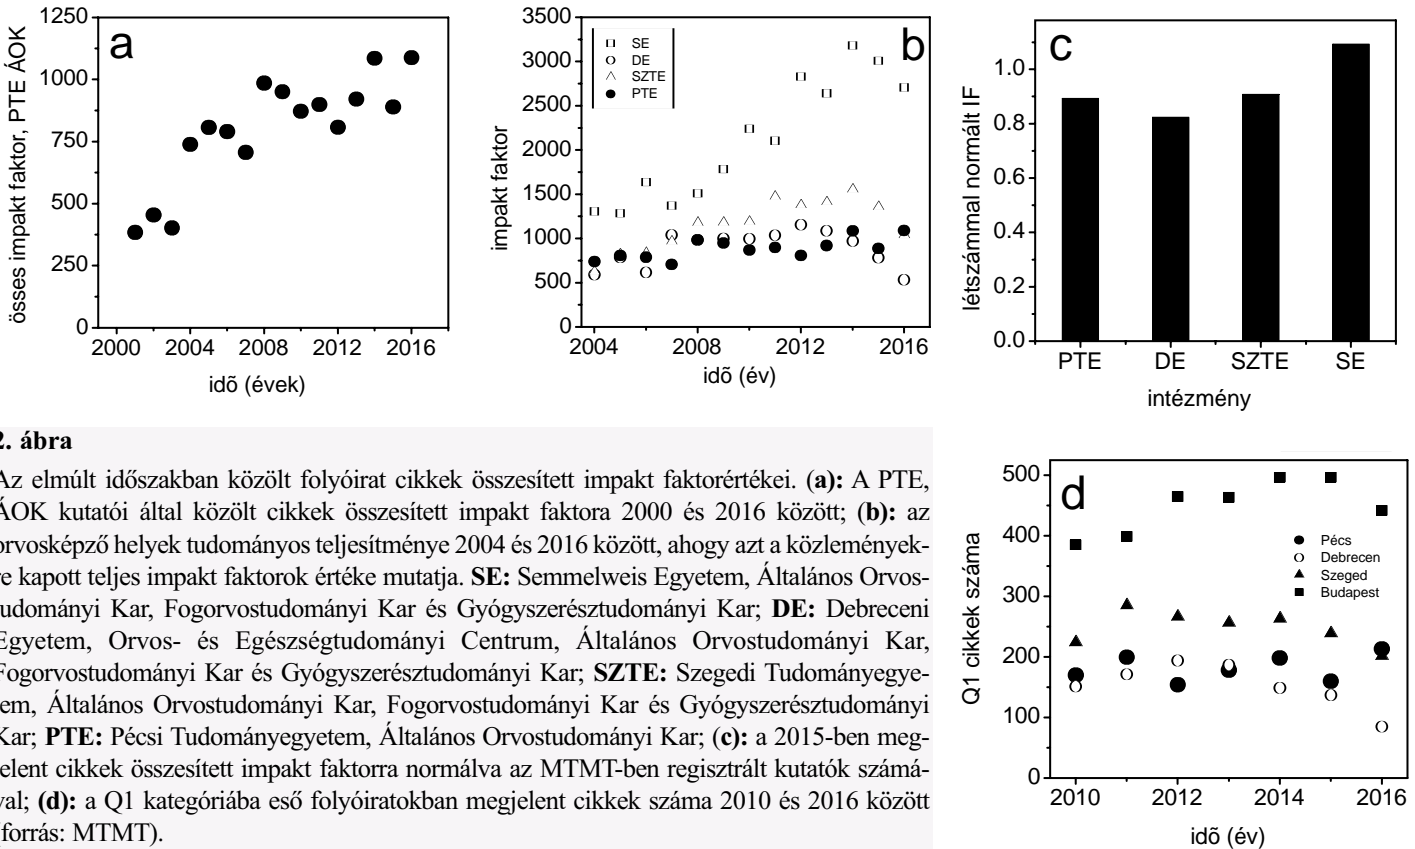 a
1250
1000
750
500
250
0
2000 2004 2008 2012 2016
összes impakt faktor, PTE ÁOK
idõ (évek)
b
3500
3000
2500
2000
1500
1000
500
0
SE
DE
SZTE
PTE
2004 2008 2012 2016
impakt faktor
idõ (év)
c
1.0
0.8
0.6
0.4
0.2
0.0
PTE DE SZTE SE
létszámmal normált IF
intézmény
2. ábra
Az elmúlt időszakban közölt folyóirat cikkek összesített impakt faktorértékei. (a): A PTE,
ÁOK kutatói által közölt cikkek összesített impakt faktora 2000 és 2016 között; (b): az
orvosképző helyek tudományos teljesítménye 2004 és 2016 között, ahogy azt a közlemények-
re kapott teljes impakt faktorok értéke mutatja. SE: Semmelweis Egyetem, Általános Orvos-
tudományi Kar, Fogorvostudományi Kar és Gyógyszerésztudományi Kar; DE: Debreceni
Egyetem, Orvos- és Egészségtudományi Centrum, Általános Orvostudományi Kar,
Fogorvostudományi Kar és Gyógyszerésztudományi Kar; SZTE: Szegedi Tudományegye-
tem, Általános Orvostudományi Kar, Fogorvostudományi Kar és Gyógyszerésztudományi
Kar; PTE: Pécsi Tudományegyetem, Általános Orvostudományi Kar; (c): a 2015-ben meg-
jelent cikkek összesített impakt faktorra normálva az MTMT-ben regisztrált kutatók számá-
val; (d): a Q1 kategóriába eső folyóiratokban megjelent cikkek száma 2010 és 2016 között
(forrás: MTMT).
d
500
400
300
200
100
0
Pécs
Debrecen
Szeged
Budapest
2010 2012 2014 2016
Q1 cikkek száma
idõ (év)